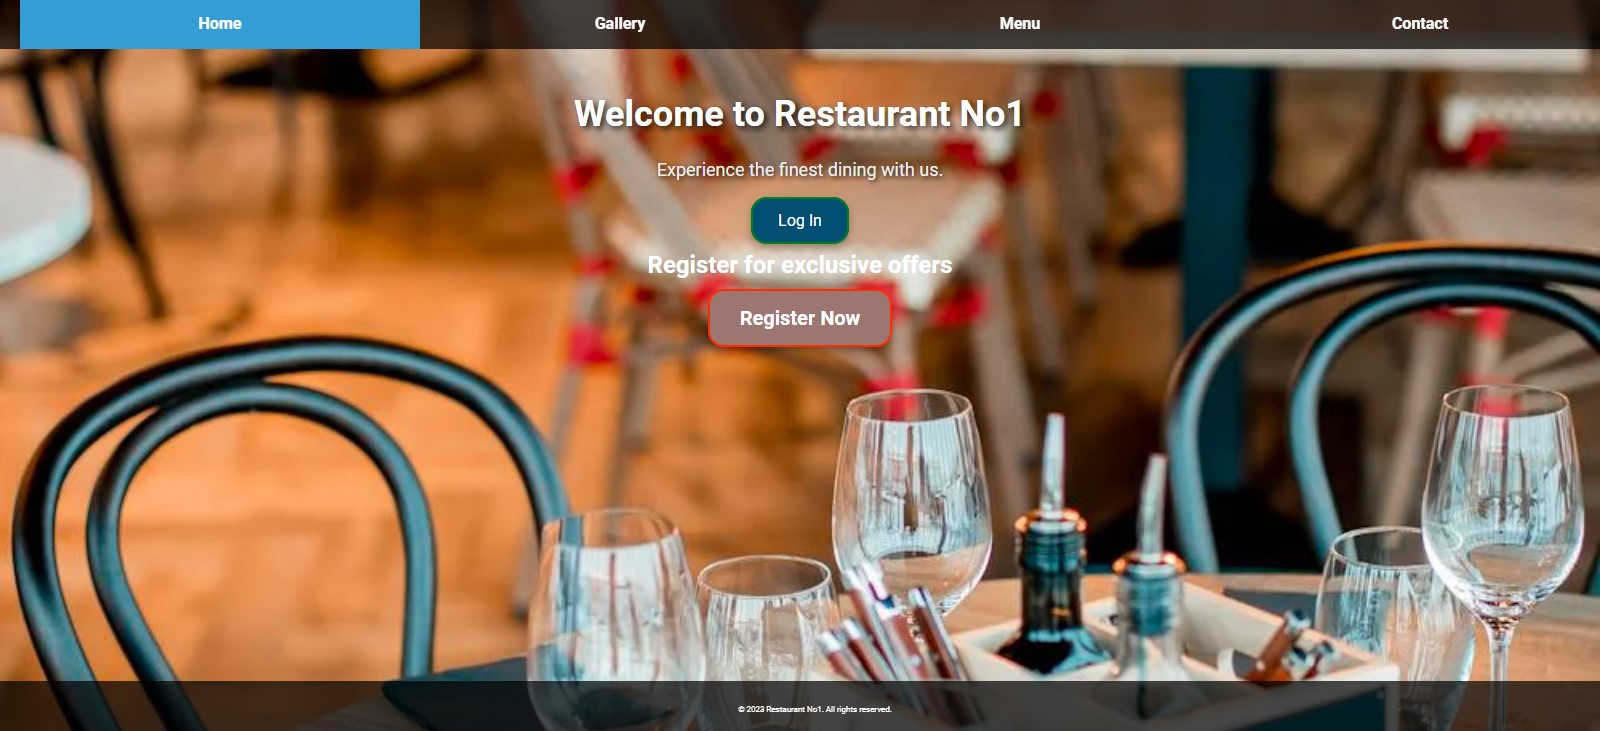 Home
Gallery
Menu
Contact
Welcome to Restaurant No1
Experience the finest dining with us.
Log In
Register for exclusive offers
Register Now
© 2023 Restaurant No1. All rights reserved.